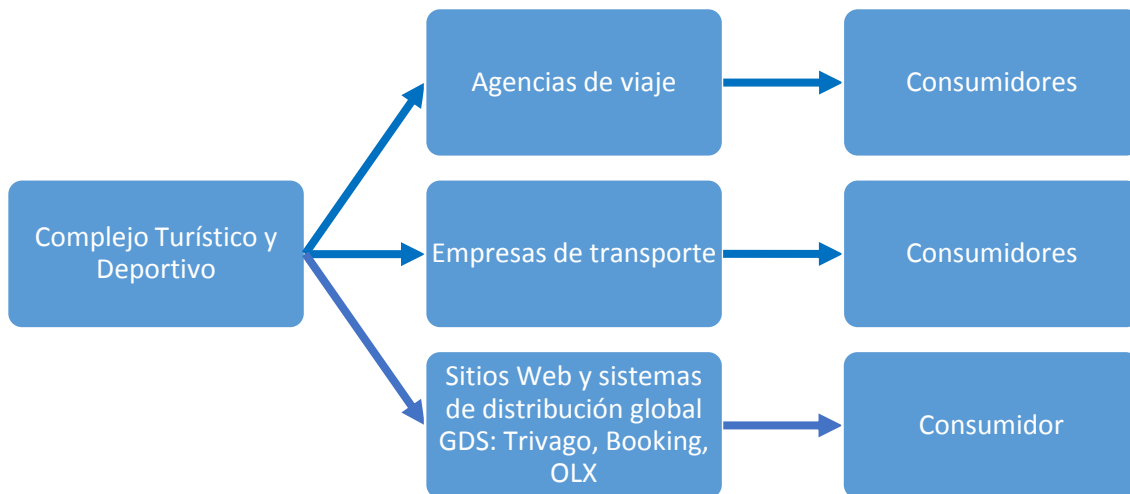 Agencias de viaje
Consumidores
Complejo Turístico y
Deportivo
Empresas de transporte
Consumidores
Sitios Web y sistemas
de distribución global
GDS: Trivago, Booking,
OLX
Consumidor